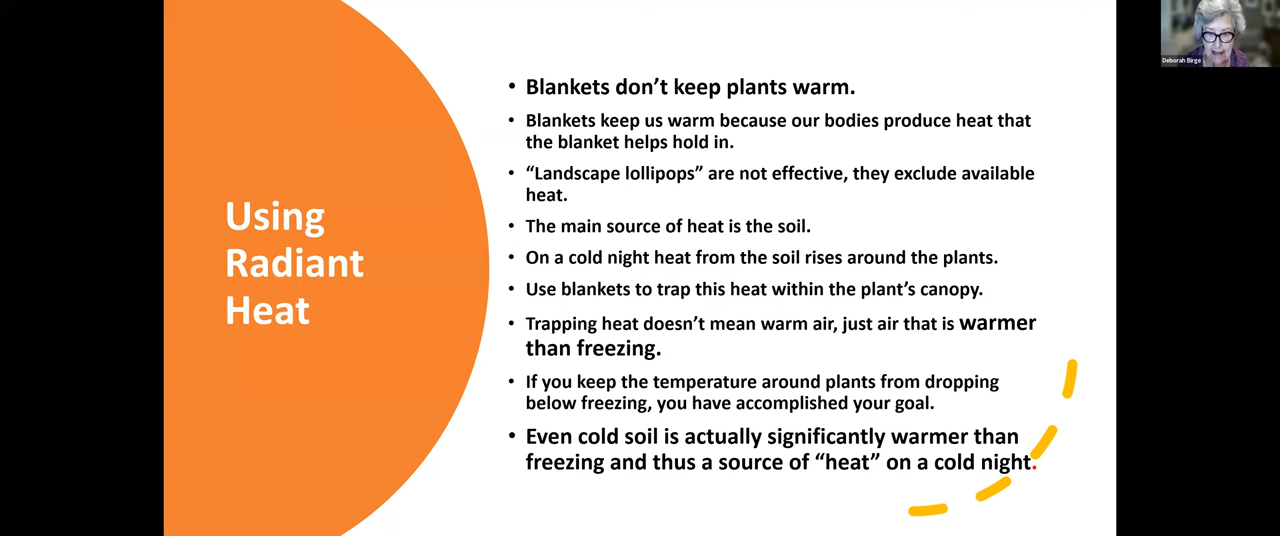 Using
Radiant
Heat
• Blankets don’t keep plants warm.
• Blankets keep us warm because our bodies produce heat that
the blanket helps hold in.
• “Landscape lollipops” are not effective, they exclude available
heat.
• The main source of heat is the soil.
• On a cold night heat from the soil rises around the plants.
• Use blankets to trap this heat within the plant’s canopy.
• Trapping heat doesn’t mean warm air, just air that is warmer
than freezing.
• If you keep the temperature around plants from dropping
below freezing, you have accomplished your goal.
• Even cold soil is actually significantly warmer than
freezing and thus a source of “heat” on a cold night.
Deborah Birge